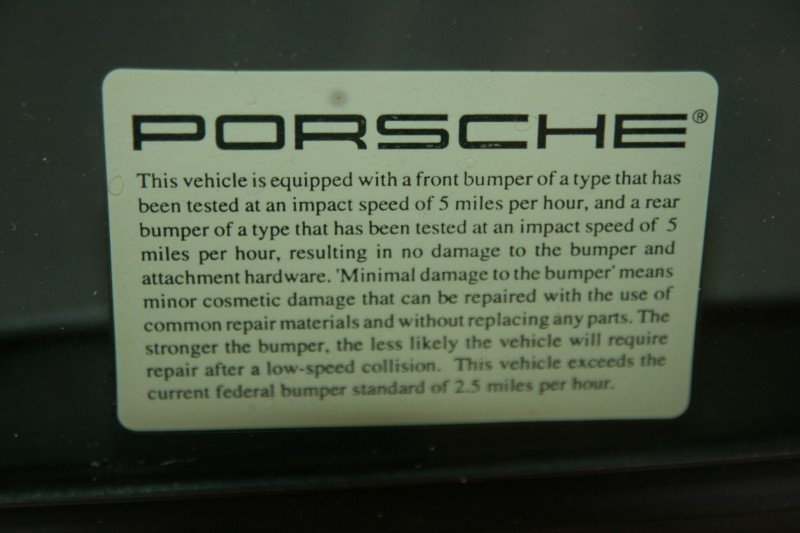 PORSCHE®
This vehicle is equipped with a front bumper of a type that has
been tested at an impact speed of 5 miles per hour, and a rear
bumper of a type that has been tested at an impact speed of 5
miles per hour, resulting in no damage to the bumper and
attachment hardware. 'Minimal damage to the bumper' means
minor cosmetic damage that can be repaired with the use of
common repair materials and without replacing any parts. The
stronger the bumper, the less likely the vehicle will require
repair after a low-speed collision. This vehicle exceeds the
current federal bumper standard of 2.5 miles per hour.